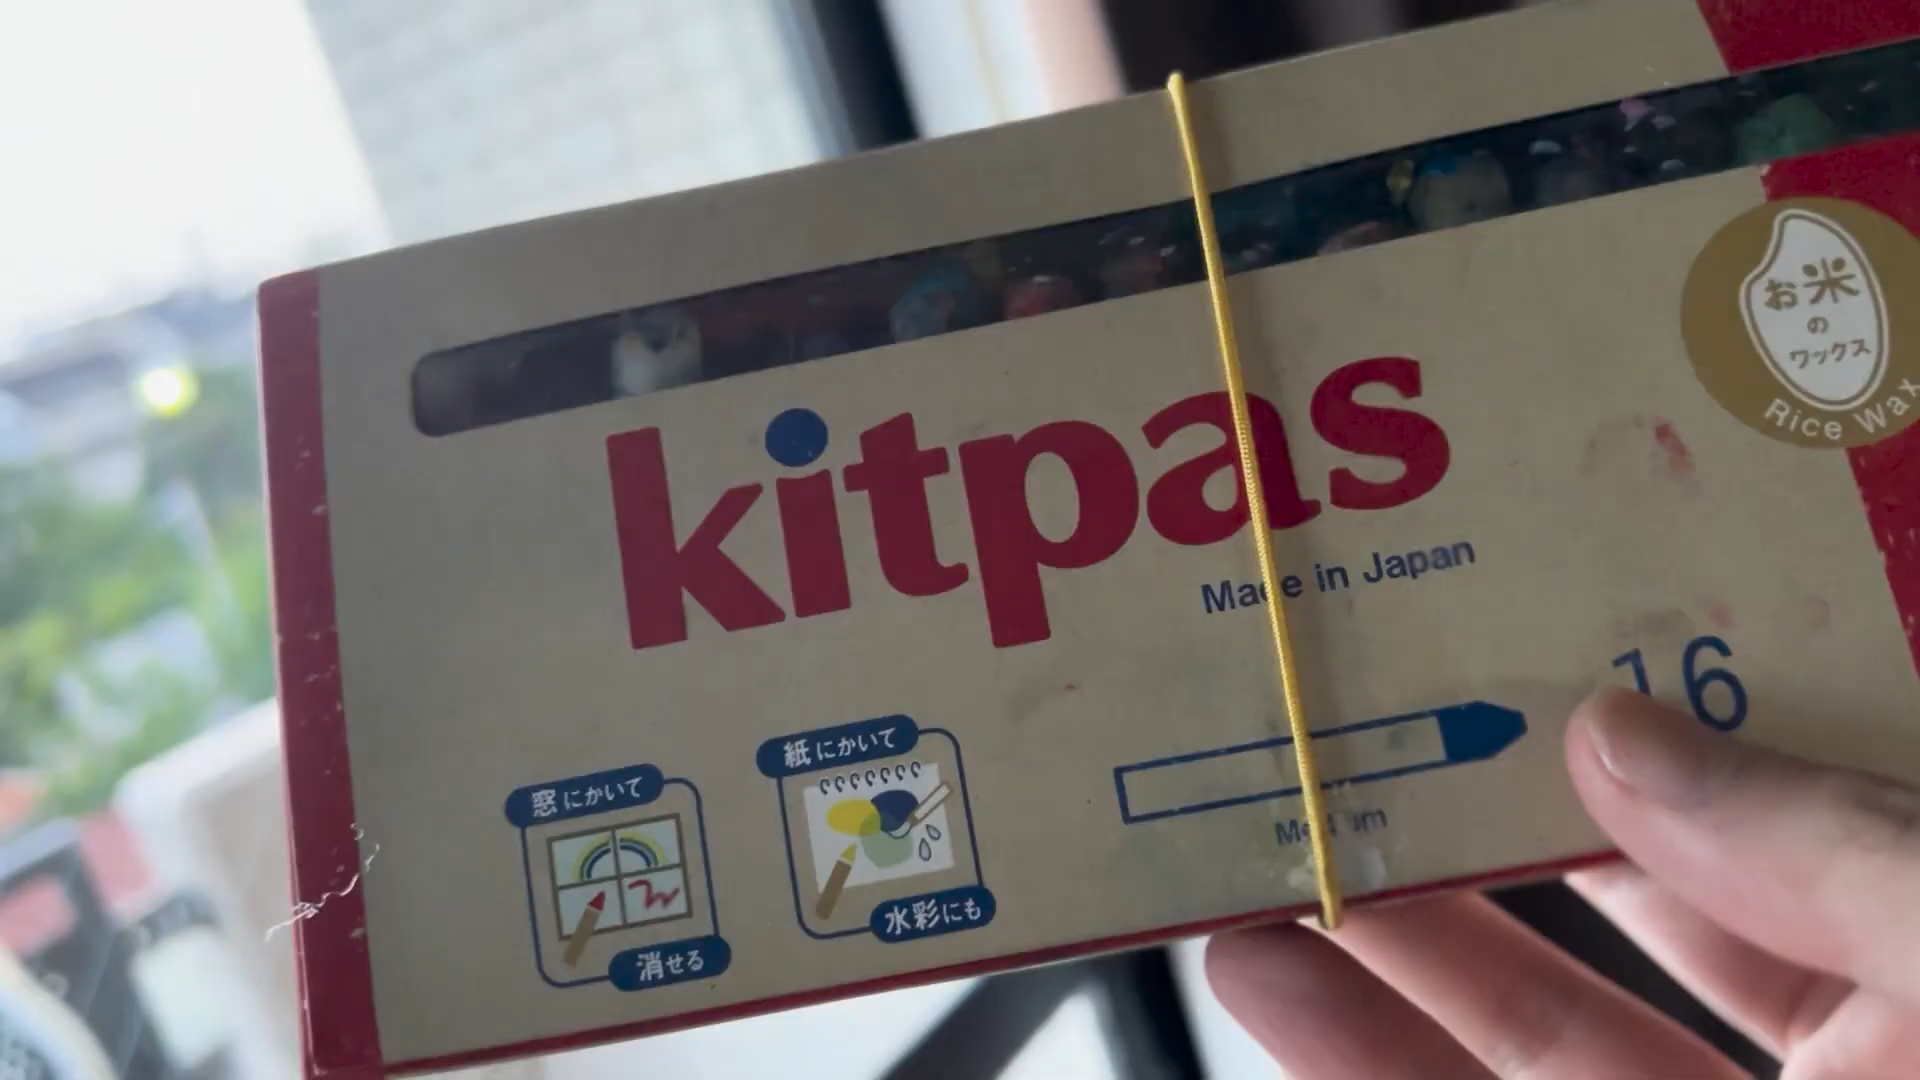 お米
の
ワックス
Rice Wax
kitpas
Made in Japan
16
Medium
紙にかいて
水彩にも
窓にかいて
消せる